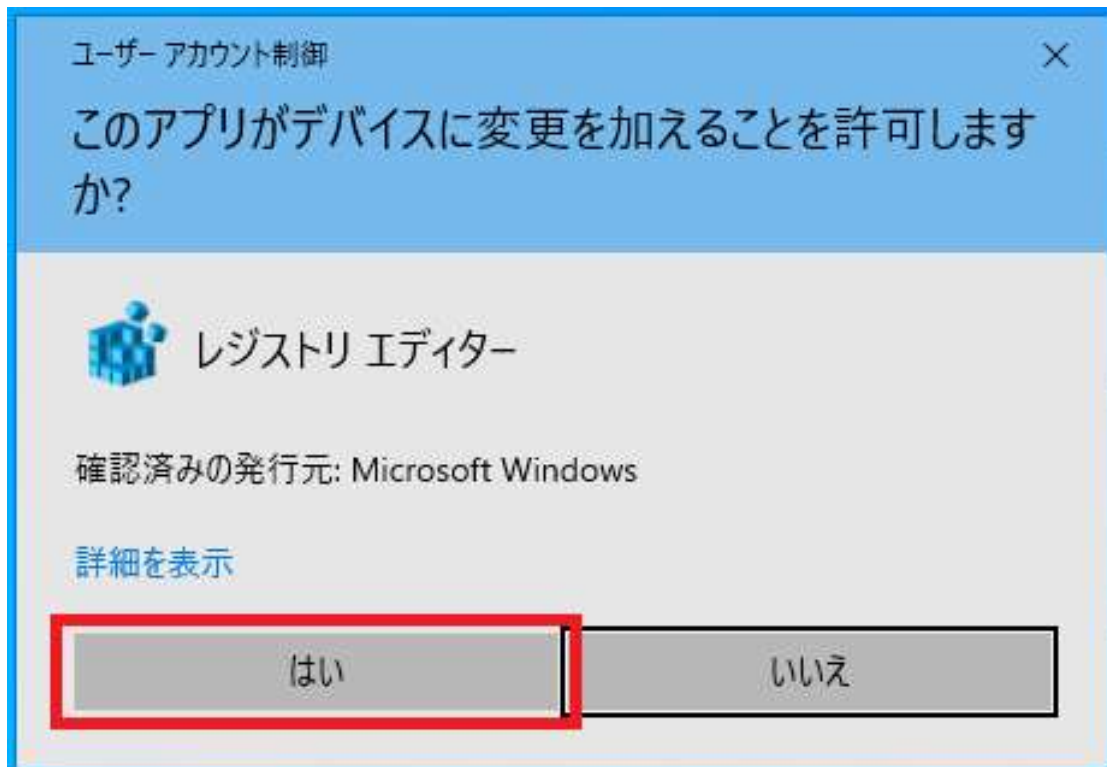 ユーザー アカウント制御
このアプリがデバイスに変更を加えることを許可します
か?
レジストリ エディター
確認済みの発行元: Microsoft Windows
詳細を表示
はい
いいえ